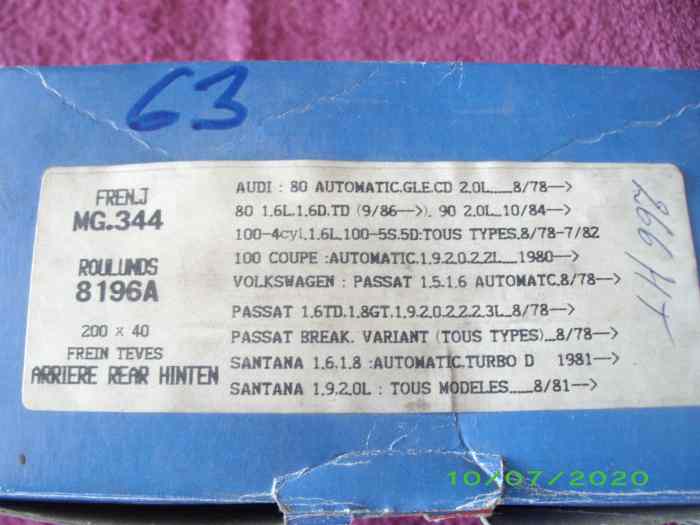 63
FREN.J
MG.344
ROULUNDS
8196A
200 x 40
FREIN TEVES
ARRIERE REAR HINTEN
AUDI : 80 AUTOMATIC.GLE.CD 2.0L....8/78-->
80 1.6L.1.6D.TD (9/86-->). 90 2.0L..10/84-->
100-4cyl.1.6L.100-5S.5D:TOUS TYPES.8/78-7/82
100 COUPE :AUTOMATIC.1.9.2.0.2.2L...1980-->
VOLKSWAGEN : PASSAT 1.5.1.6 AUTOMATC.8/78-->
PASSAT 1.6TD.1.8GT.1.9.2.0.2.2.2.3L..8/78-->
PASSAT BREAK. VARIANT (TOUS TYPES)...8/78-->
SANTANA 1.6.1.8 :AUTOMATIC.TURBO D 1981-->
SANTANA 1.9.2.0L : TOUS MODELES.....8/81-->
10/07/2020